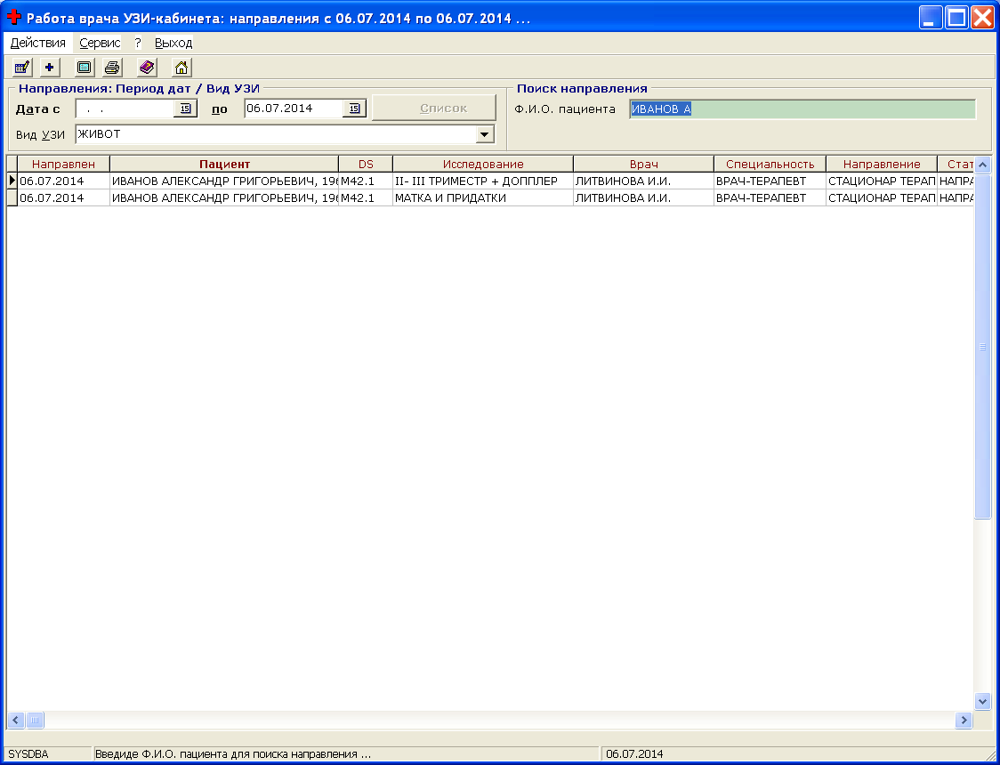 Работа врача УЗИ-кабинета: направления с 06.07.2014 по 06.07.2014 ...
Действия Сервис ? Выход
Направления: Период дат / Вид УЗИ
Поиск направления
Дата с . . 15 по 06.07.2014 15 Список
Ф.И.О. пациента ИВАНОВ А
Вид УЗИ ЖИВОТ
Направлен Пациент DS Исследование Врач Специальность Направление Стат
06.07.2014 ИВАНОВ АЛЕКСАНДР ГРИГОРЬЕВИЧ, 196 M42.1 II- III ТРИМЕСТР + ДОППЛЕР ЛИТВИНОВА И.И. ВРАЧ-ТЕРАПЕВТ СТАЦИОНАР ТЕРАП НАПРА
06.07.2014 ИВАНОВ АЛЕКСАНДР ГРИГОРЬЕВИЧ, 196 M42.1 МАТКА И ПРИДАТКИ ЛИТВИНОВА И.И. ВРАЧ-ТЕРАПЕВТ СТАЦИОНАР ТЕРАП НАПРА
SYSDBA Введиде Ф.И.О. пациента для поиска направления ... 06.07.2014